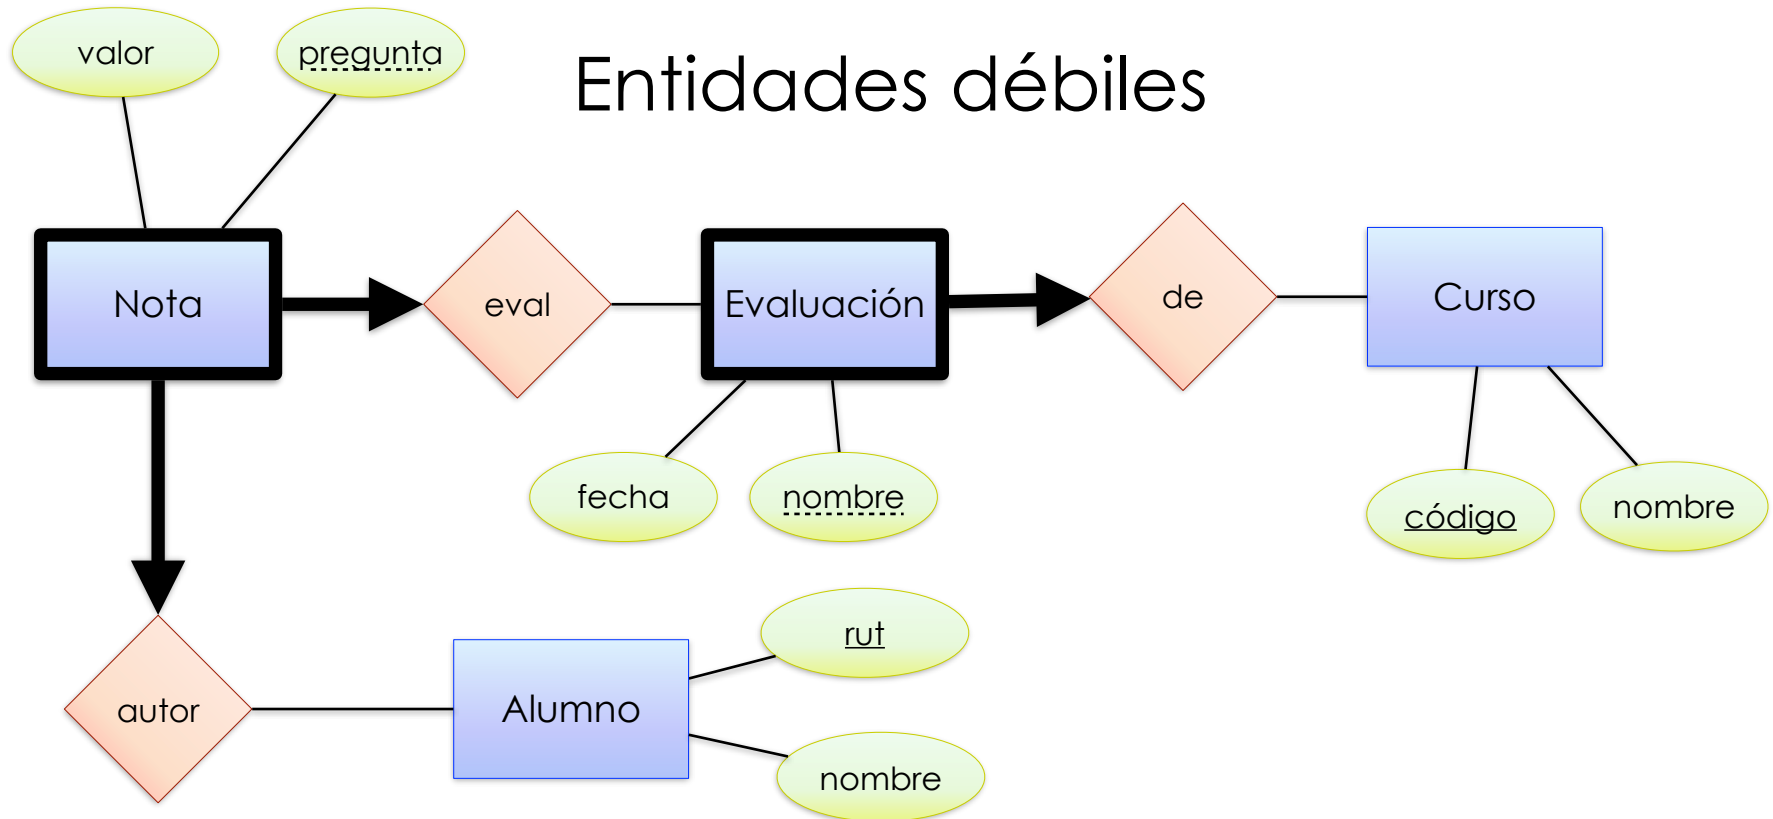 Entidades débiles
valor
pregunta
Nota
eval
Evaluación
de
Curso
fecha
nombre
código
nombre
autor
Alumno
rut
nombre